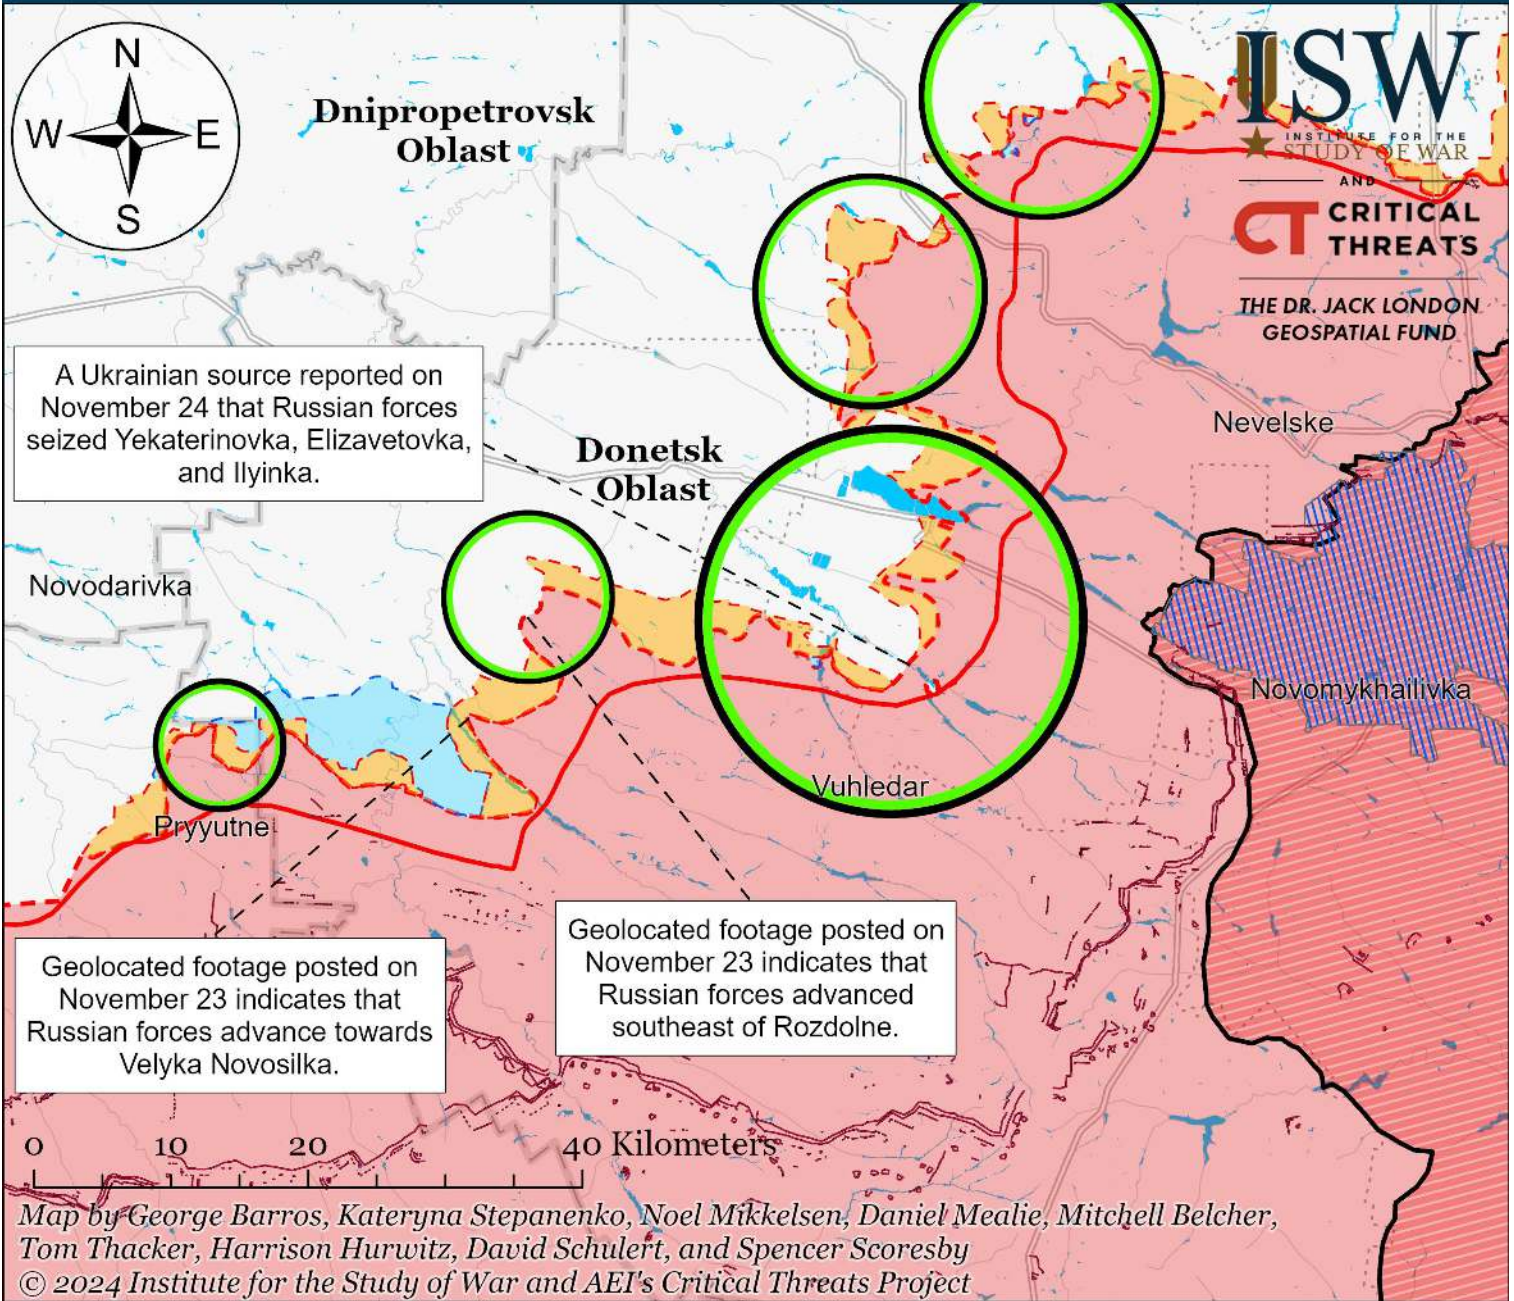 N
W
E
S
Dnipropetrovsk
Oblast
ISW
INSTITUTE FOR THE
STUDY OF WAR
AND
CT
CRITICAL
THREATS
THE DR. JACK LONDON
GEOSPATIAL FUND
A Ukrainian source reported on
November 24 that Russian forces
seized Yekaterinovka, Elizavetovka,
and Ilyinka.
Nevelske
Donetsk
Oblast
Novodarivka
Novomykhailivka
Vuhledar
Pryyutne
Geolocated footage posted on
November 23 indicates that
Russian forces advanced
southeast of Rozdolne.
Geolocated footage posted on
November 23 indicates that
Russian forces advance towards
Velyka Novosilka.
0 10 20 40 Kilometers
Map by George Barros, Kateryna Stepanenko, Noel Mikkelsen, Daniel Mealie, Mitchell Belcher,
Tom Thacker, Harrison Hurwitz, David Schulert, and Spencer Scoresby
© 2024 Institute for the Study of War and AEI's Critical Threats Project